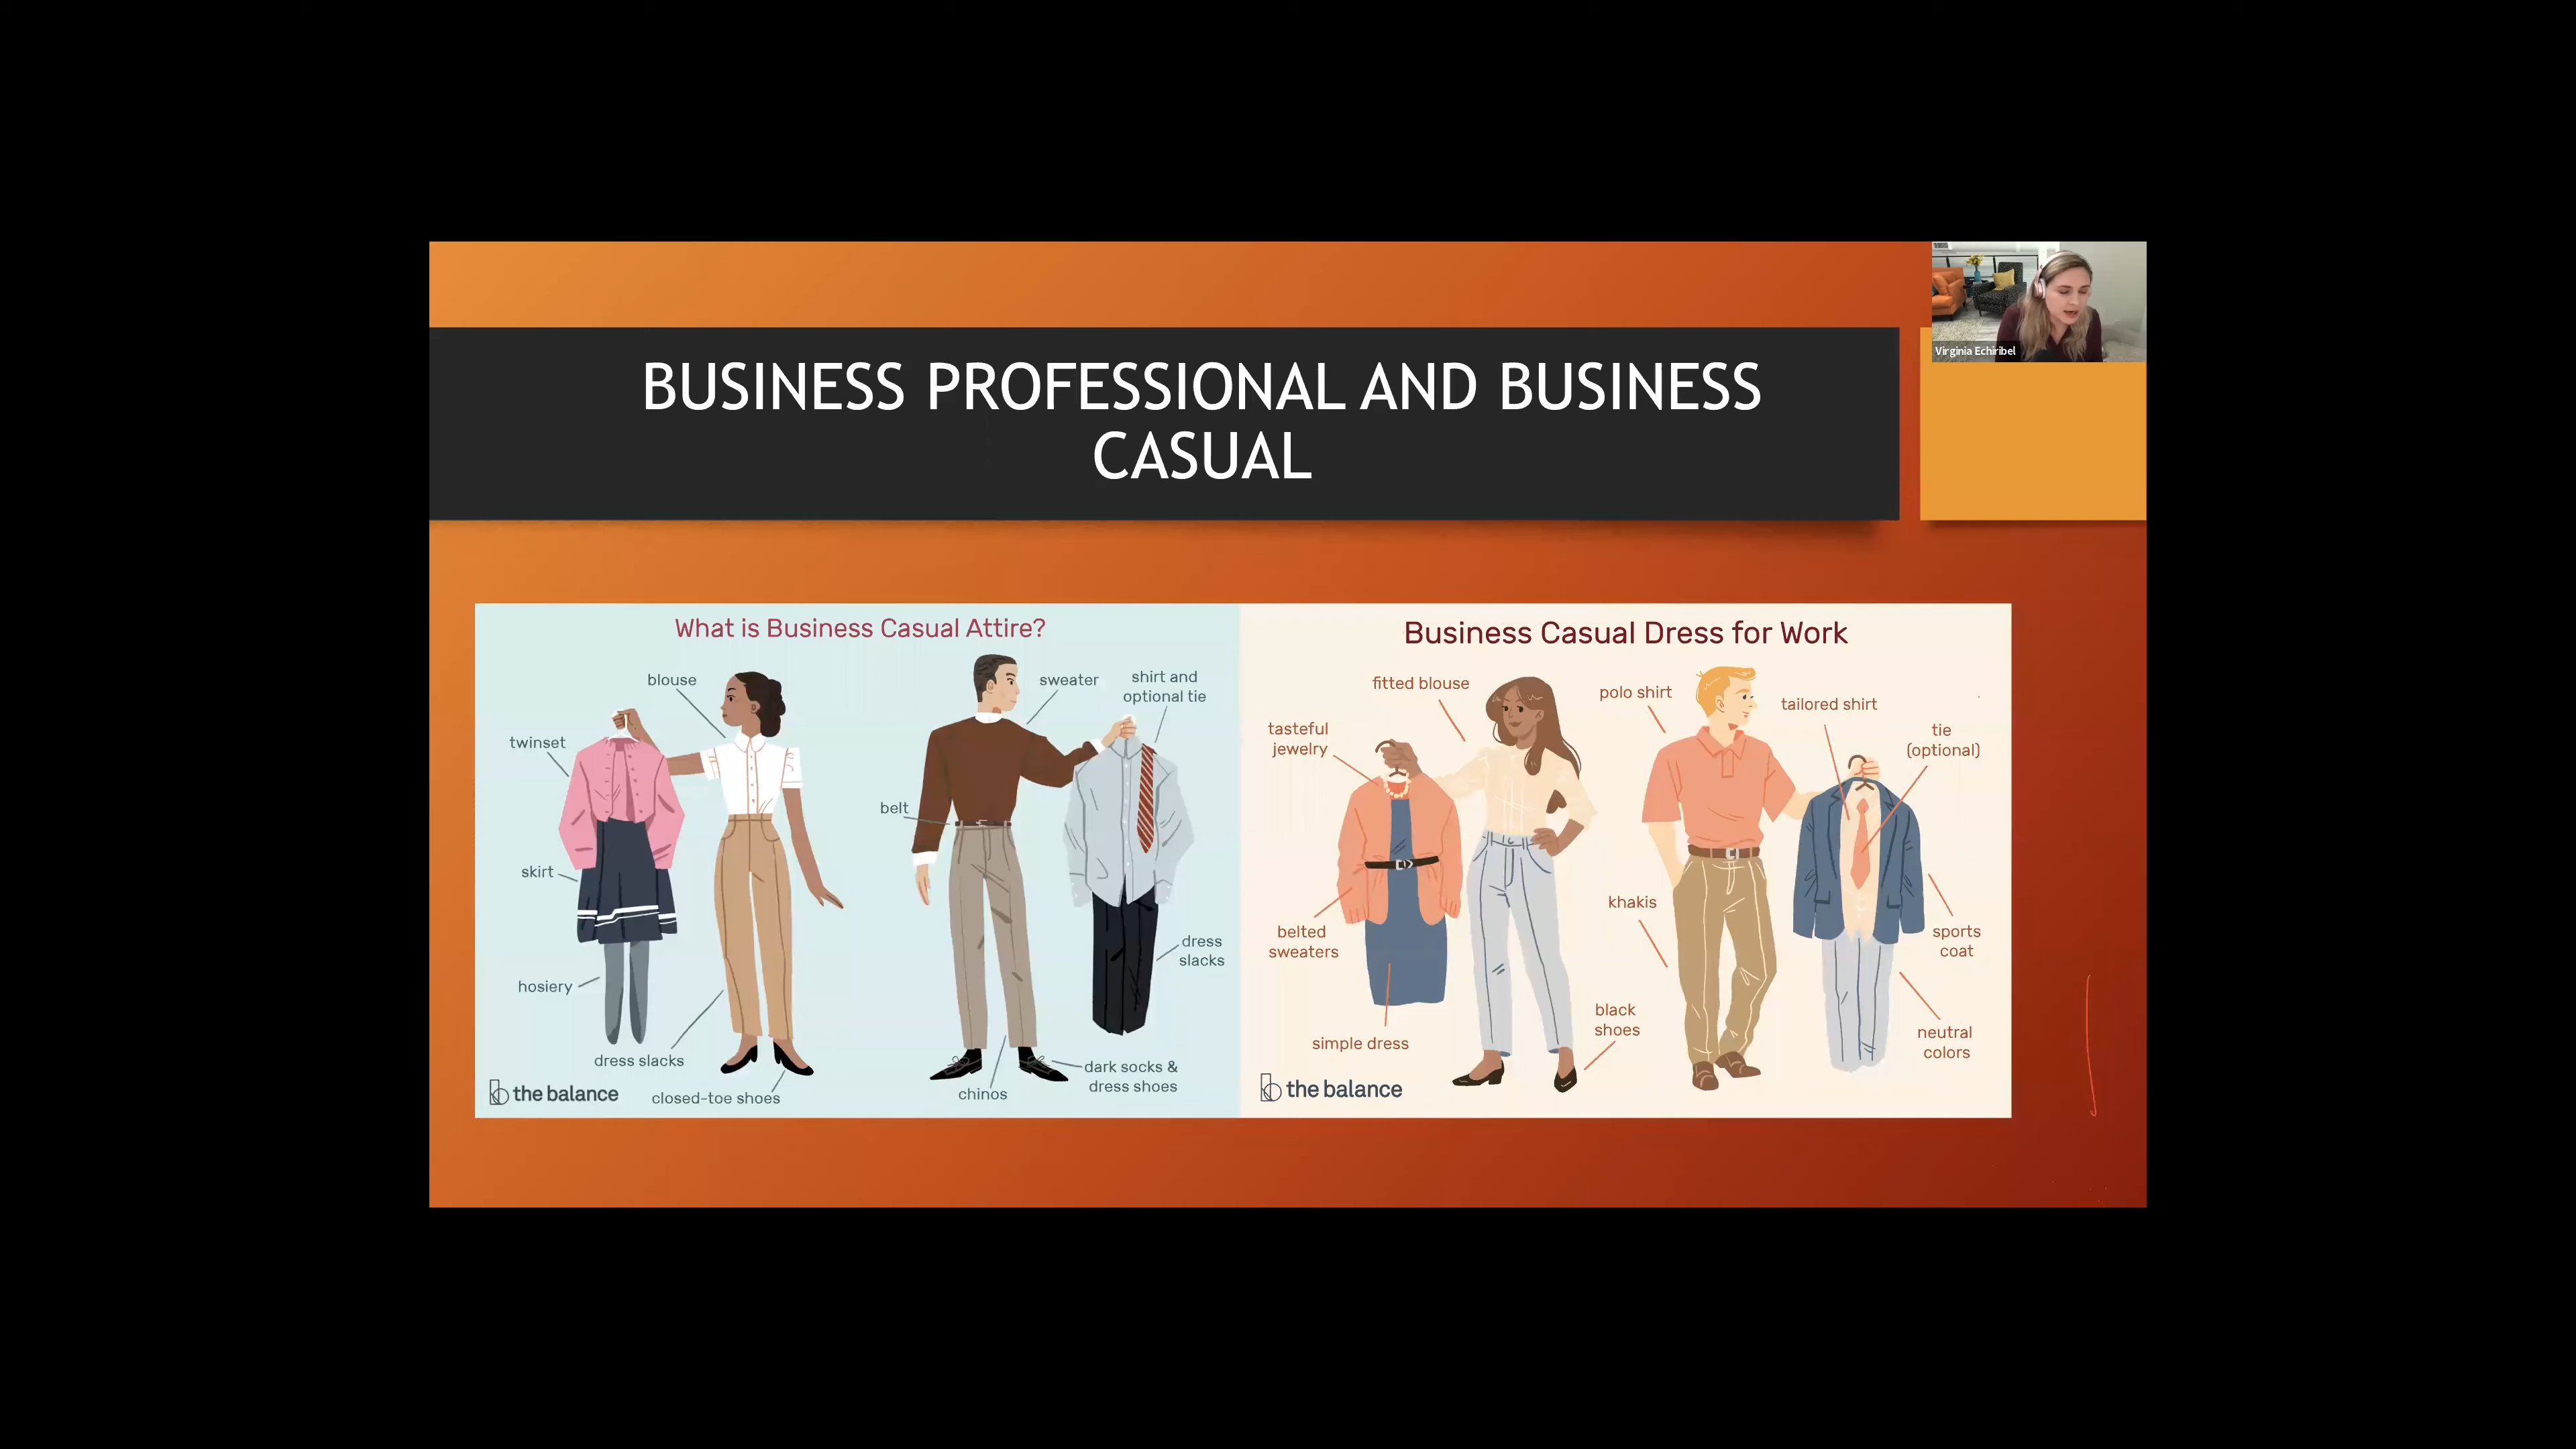 Virginia Echiribel
BUSINESS PROFESSIONAL AND BUSINESS
CASUAL
What is Business Casual Attire?
blouse
sweater
shirt and
optional tie
twinset
belt
skirt
dress
slacks
hosiery
dress slacks
dark socks &
dress shoes
chinos
closed-toe shoes
the balance
Business Casual Dress for Work
fitted blouse
polo shirt
tailored shirt
tasteful
jewelry
tie
(optional)
khakis
belted
sweaters
sports
coat
black
shoes
simple dress
neutral
colors
the balance